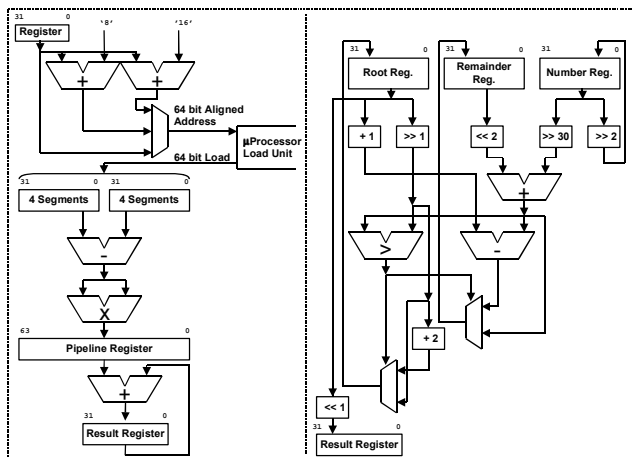 31 0
'8'
'16'
Register
+
+
64 bit Aligned
Address
μProcessor
Load Unit
64 bit Load
31 0 31 0
4 Segments
4 Segments
-
X
63 0
Pipeline Register
+
31 0
Result Register
31 0
Root Reg.
31 0
Remainder
Reg.
31 0
Number Reg.
+ 1
>> 1
<< 2
>> 30
>> 2
+
>
-
+ 2
<< 1
31 0
Result Register